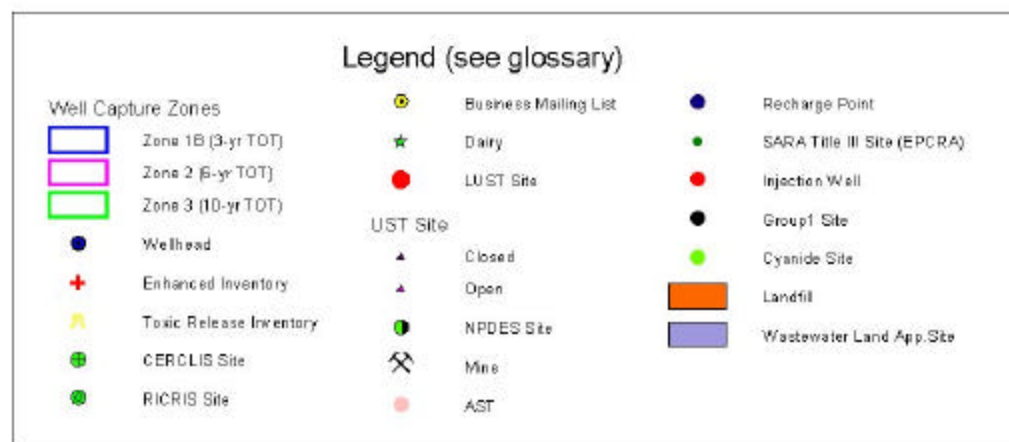 Legend (see glossary)
Well Capture Zones
Zone 1B (3-yr TOT)
Zone 2 (6-yr TOT)
Zone 3 (10-yr TOT)
Wellhead
Enhanced Inventory
Toxic Release Inventory
CERCLIS Site
RICRIS Site
Business Mailing List
Dairy
LUST Site
UST Site
Closed
Open
NPDES Site
Mine
AST
Recharge Point
SARA Title III Site (EPCRA)
Injection Well
Group1 Site
Cyanide Site
Landfill
Wastewater Land App.Site